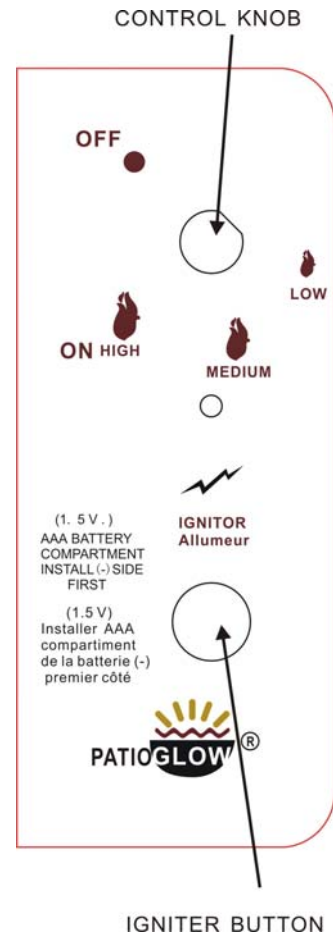 CONTROL KNOB
OFF
LOW
ON HIGH
MEDIUM
(1. 5 V . )
AAA BATTERY
COMPARTMENT
INSTALL (-) SIDE
FIRST
IGNITOR
Allumeur
(1.5 V)
Installer AAA
compartiment
de la batterie (-)
premier côté
PATIOGLOW®
IGNITER BUTTON